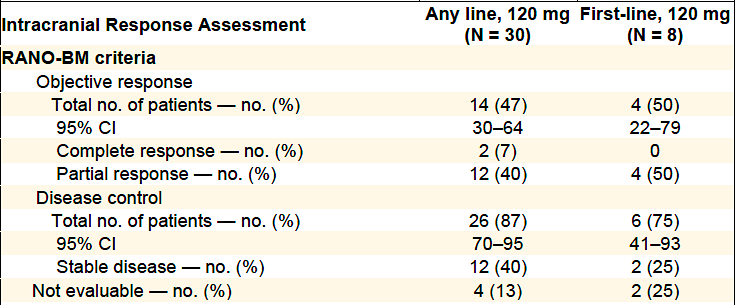 Intracranial Response Assessment Any line, 120 mg (N = 30) First-line, 120 mg (N = 8)
RANO-BM criteria
Objective response
Total no. of patients — no. (%) 14 (47) 4 (50)
95% CI 30–64 22–79
Complete response — no. (%) 2 (7) 0
Partial response — no. (%) 12 (40) 4 (50)
Disease control
Total no. of patients — no. (%) 26 (87) 6 (75)
95% CI 70–95 41–93
Stable disease — no. (%) 12 (40) 2 (25)
Not evaluable — no. (%) 4 (13) 2 (25)